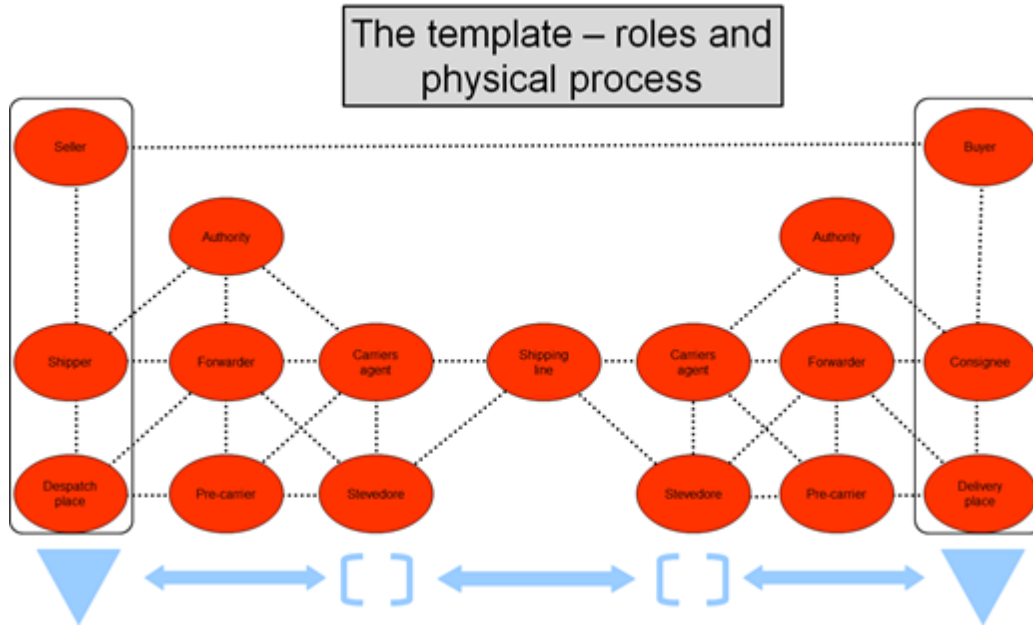 The template – roles and
physical process
Seller
Buyer
Authority
Authority
Shipper
Forwarder
Carriers
agent
Shipping
line
Carriers
agent
Forwarder
Consignee
Despatch
place
Pre-carrier
Stevedore
Stevedore
Pre-carrier
Delivery
place